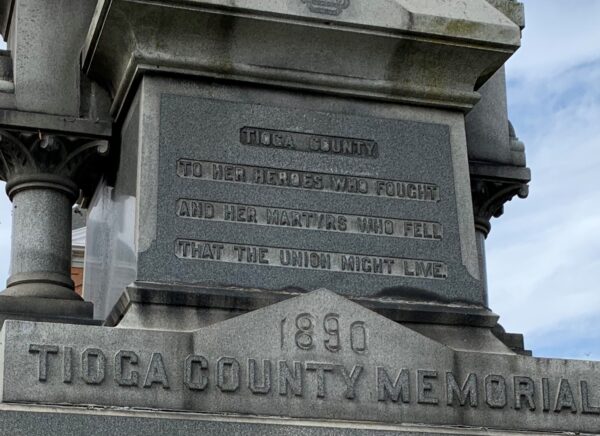 TIOGA COUNTY
TO HER HEROES WHO FOUGHT
AND HER MARTYRS WHO FELL
THAT THE UNION MIGHT LIVE.
1890
TIOGA COUNTY MEMORIAL